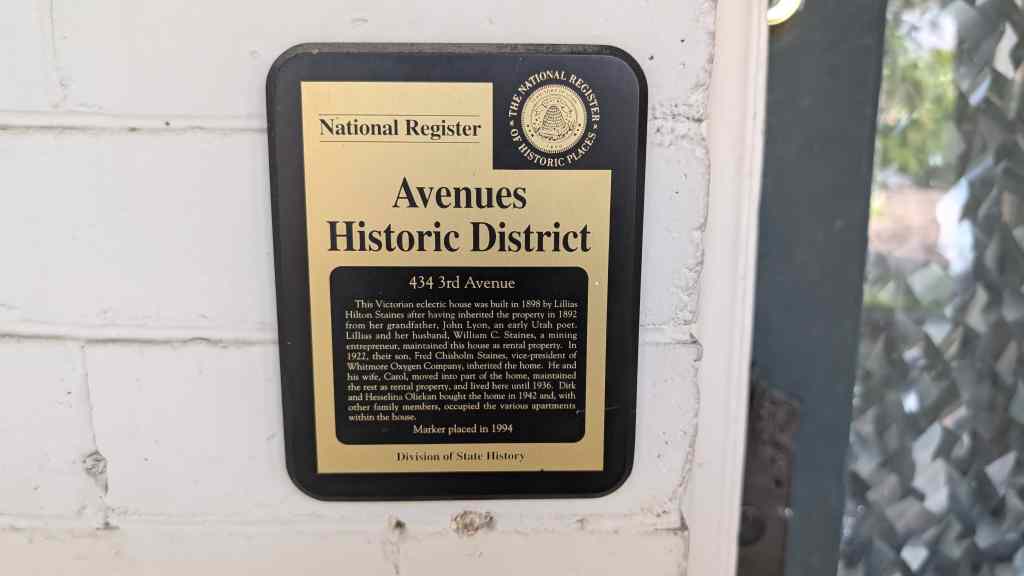 National Register
THE NATIONAL REGISTER
OF HISTORIC PLACES
Avenues
Historic District
434 3rd Avenue
This Victorian eclectic house was built in 1898 by Lillias
Hilton Staines after having inherited the property in 1892
from her grandfather, John Lyon, an early Utah poet.
Lillias and her husband, William C. Staines, a mining
entrepreneur, maintained this house as rental property. In
1922, their son, Fred Chisholm Staines, vice-president of
Whitmore Oxygen Company, inherited the home. He and
his wife, Carol, moved into part of the home, maintained
the rest as rental property, and lived here until 1936. Dirk
and Hesselina Oliekan bought the home in 1942 and, with
other family members, occupied the various apartments
within the house.
Marker placed in 1994
Division of State History